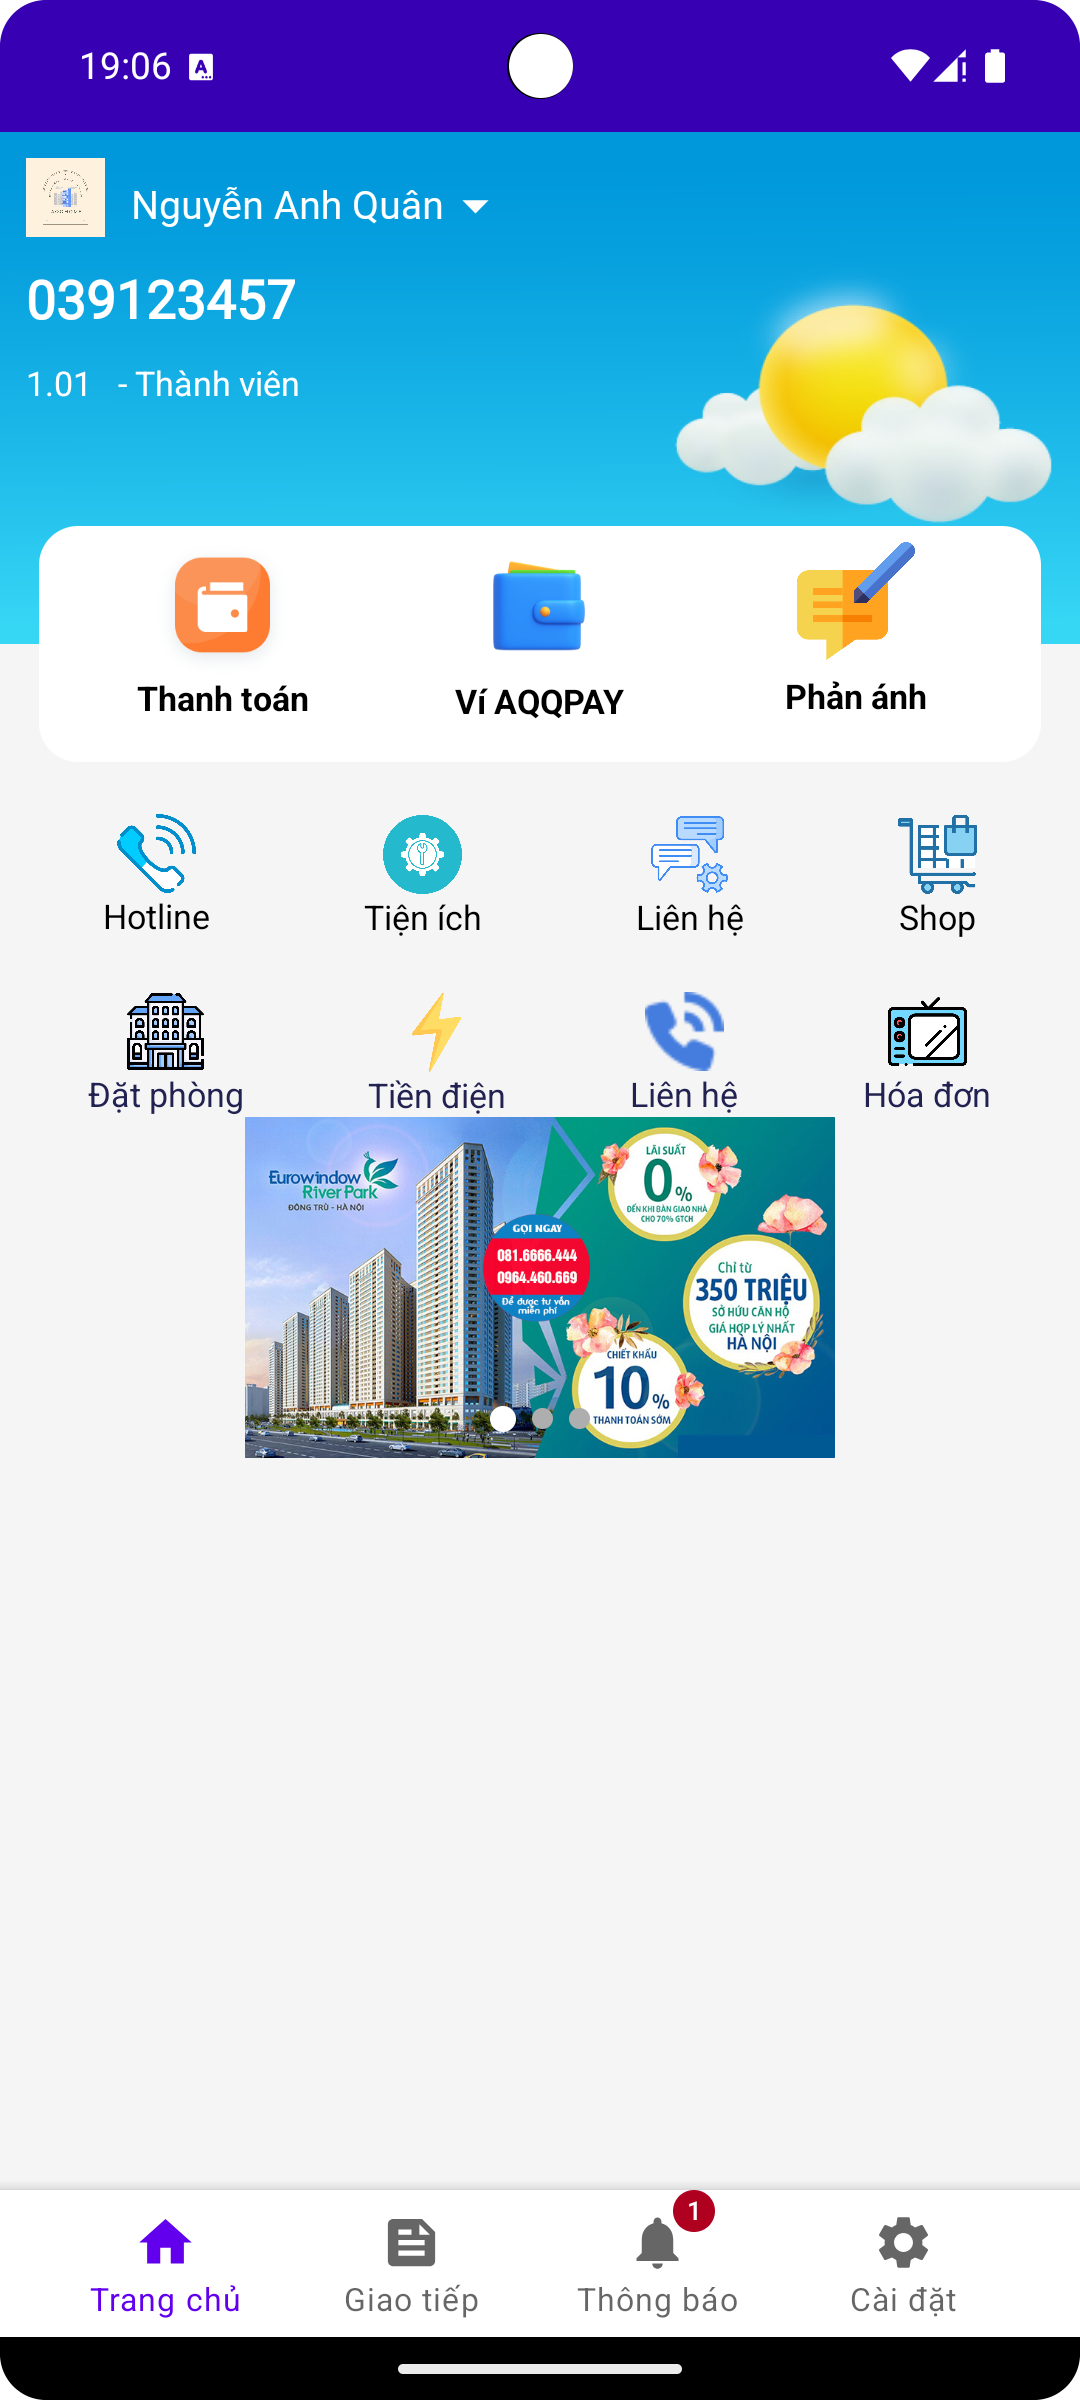 19:06
Nguyễn Anh Quân
039123457
1.01 - Thành viên
Thanh toán
Ví AQQPAY
Phản ánh
Hotline
Tiện ích
Liên hệ
Shop
Đặt phòng
Tiền điện
Liên hệ
Hóa đơn
Eurowindow
River Park
ĐÔNG TRÙ - HÀ NỘI
GỌI NGAY
081.6666.444
0964.460.669
Để được tư vấn
miễn phí
LÃI SUẤT
0%
ĐẾN KHI BÀN GIAO NHÀ
CHO 70% GTCH
Chỉ từ
350 TRIỆU
SỞ HỮU CĂN HỘ
GIÁ HỢP LÝ NHẤT
HÀ NỘI
CHIẾT KHẤU
10%
THANH TOÁN SỚM
1
Trang chủ
Giao tiếp
Thông báo
Cài đặt